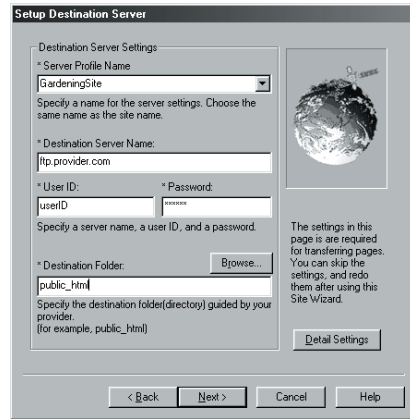 Setup Destination Server
Destination Server Settings
* Server Profile Name
GardeningSite
Specify a name for the server settings. Choose the
same name as the site name.
* Destination Server Name:
ftp.provider.com
* User ID: * Password:
userID ******
Specify a server name, a user ID, and a password.
* Destination Folder: Browse...
public_html
Specify the destination folder(directory) guided by your
provider.
(for example, public_html)
The settings in this
page is are required
for transferring pages.
You can skip the
settings, and redo
them after using this
Site Wizard.
Detail Settings
< Back Next > Cancel Help